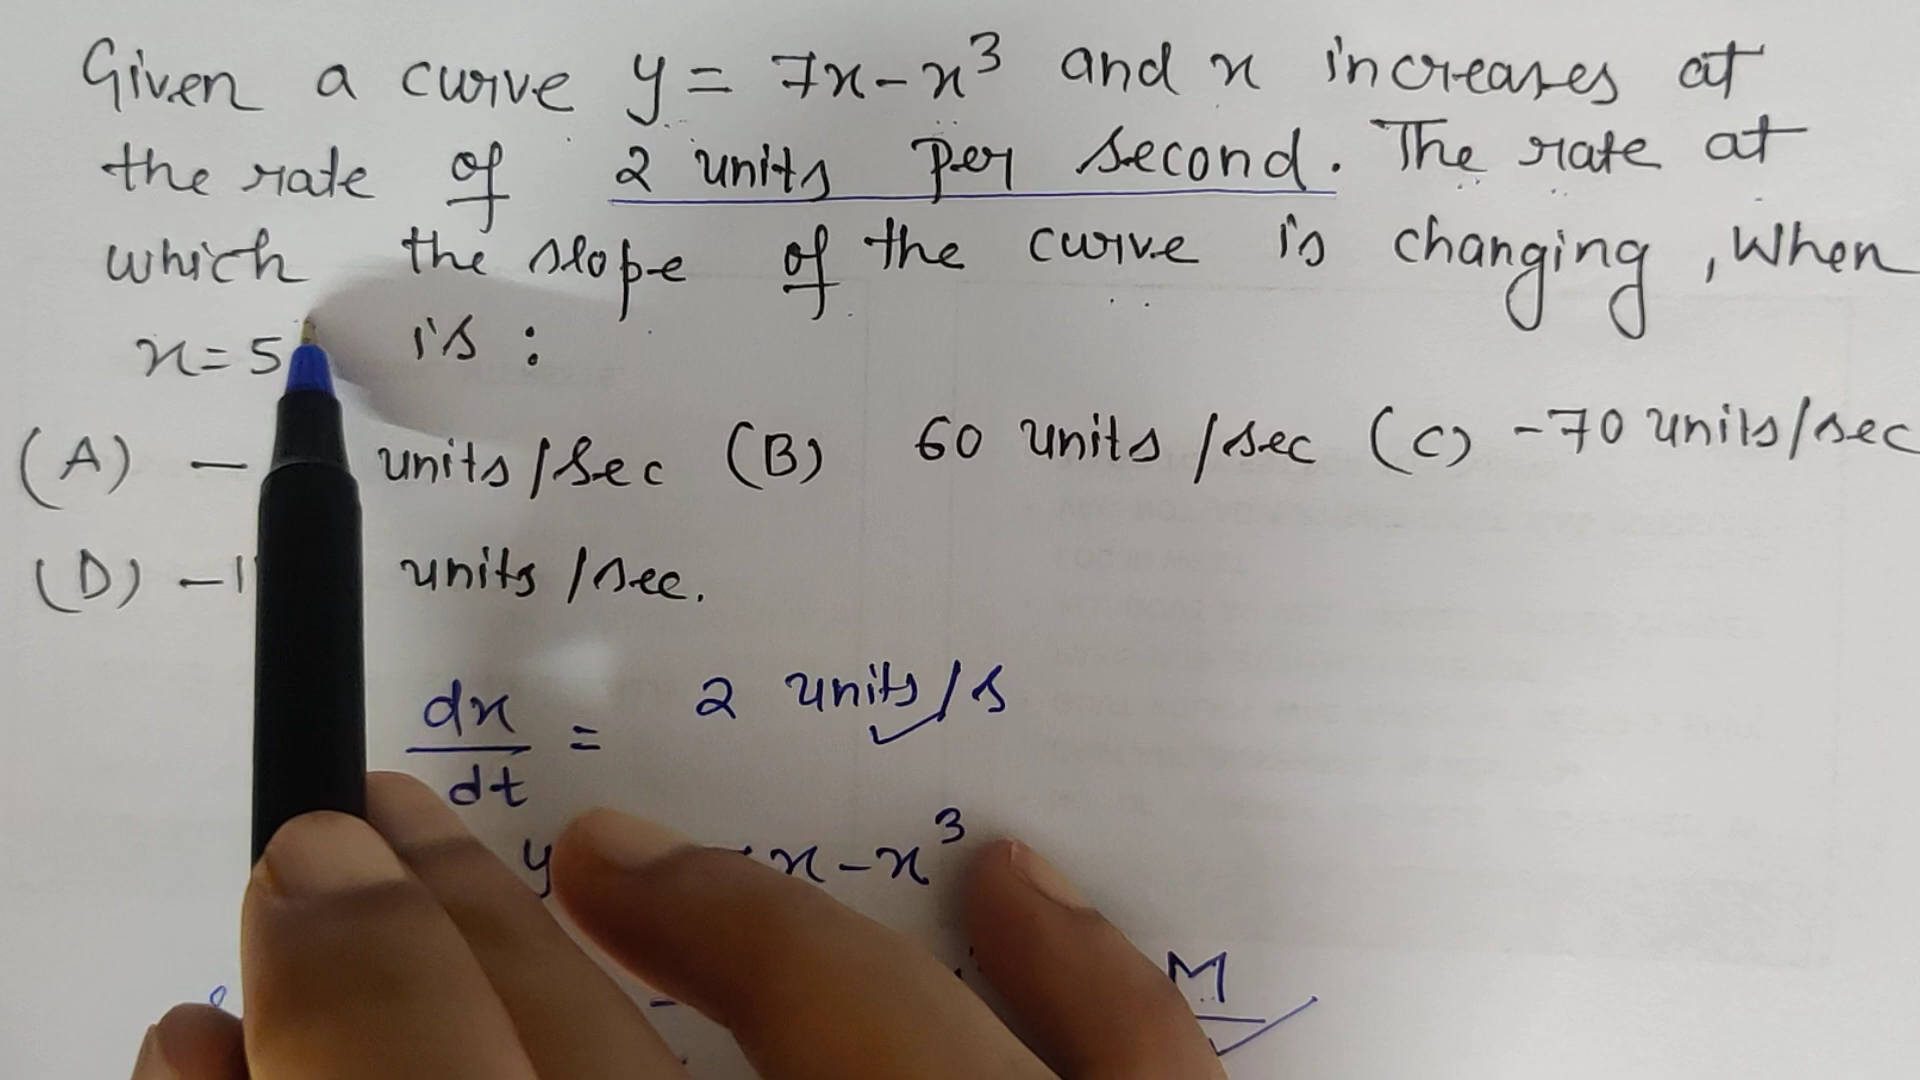 Given a curve y = 7x - x³ and x increases at
the rate of 2 units per second. The rate at
which the slope of the curve is changing, when
x=5 is :
(A) - units/sec (B) 60 units/sec (C) -70 units/sec
(D) -1 units/sec.
dx/dt = 2 units/s
y x - x³
M